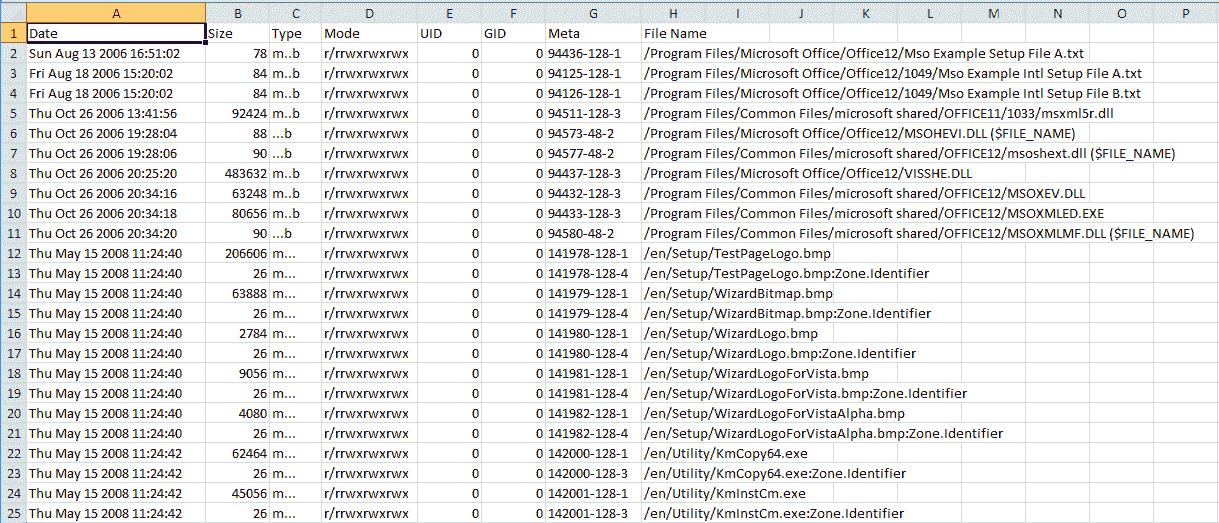 A B C D E F G H I J K L M N O P
1 Date Size Type Mode UID GID Meta File Name
2 Sun Aug 13 2006 16:51:02 78 m..b r/rrwxrwxrwx 0 0 94436-128-1 /Program Files/Microsoft Office/Office12/Mso Example Setup File A.txt
3 Fri Aug 18 2006 15:20:02 84 m..b r/rrwxrwxrwx 0 0 94125-128-1 /Program Files/Microsoft Office/Office12/1049/Mso Example Intl Setup File A.txt
4 Fri Aug 18 2006 15:20:02 84 m..b r/rrwxrwxrwx 0 0 94126-128-1 /Program Files/Microsoft Office/Office12/1049/Mso Example Intl Setup File B.txt
5 Thu Oct 26 2006 13:41:56 92424 m..b r/rrwxrwxrwx 0 0 94511-128-3 /Program Files/Common Files/microsoft shared/OFFICE11/1033/msxml5r.dll
6 Thu Oct 26 2006 19:28:04 88 ...b r/rrwxrwxrwx 0 0 94573-48-2 /Program Files/Microsoft Office/Office12/MSOHEVI.DLL ($FILE_NAME)
7 Thu Oct 26 2006 19:28:06 90 ...b r/rrwxrwxrwx 0 0 94577-48-2 /Program Files/Common Files/microsoft shared/OFFICE12/msoshext.dll ($FILE_NAME)
8 Thu Oct 26 2006 20:25:20 483632 m..b r/rrwxrwxrwx 0 0 94437-128-3 /Program Files/Microsoft Office/Office12/VISSHE.DLL
9 Thu Oct 26 2006 20:34:16 63248 m..b r/rrwxrwxrwx 0 0 94432-128-3 /Program Files/Common Files/microsoft shared/OFFICE12/MSOXEV.DLL
10 Thu Oct 26 2006 20:34:18 80656 m..b r/rrwxrwxrwx 0 0 94433-128-3 /Program Files/Common Files/microsoft shared/OFFICE12/MSOXMLED.EXE
11 Thu Oct 26 2006 20:34:20 90 ...b r/rrwxrwxrwx 0 0 94580-48-2 /Program Files/Common Files/microsoft shared/OFFICE12/MSOXMLMF.DLL ($FILE_NAME)
12 Thu May 15 2008 11:24:40 206606 m... r/rrwxrwxrwx 0 0 141978-128-1 /en/Setup/TestPageLogo.bmp
13 Thu May 15 2008 11:24:40 26 m... r/rrwxrwxrwx 0 0 141978-128-4 /en/Setup/TestPageLogo.bmp:Zone.Identifier
14 Thu May 15 2008 11:24:40 63888 m... r/rrwxrwxrwx 0 0 141979-128-1 /en/Setup/WizardBitmap.bmp
15 Thu May 15 2008 11:24:40 26 m... r/rrwxrwxrwx 0 0 141979-128-4 /en/Setup/WizardBitmap.bmp:Zone.Identifier
16 Thu May 15 2008 11:24:40 2784 m... r/rrwxrwxrwx 0 0 141980-128-1 /en/Setup/WizardLogo.bmp
17 Thu May 15 2008 11:24:40 26 m... r/rrwxrwxrwx 0 0 141980-128-4 /en/Setup/WizardLogo.bmp:Zone.Identifier
18 Thu May 15 2008 11:24:40 9056 m... r/rrwxrwxrwx 0 0 141981-128-1 /en/Setup/WizardLogoForVista.bmp
19 Thu May 15 2008 11:24:40 26 m... r/rrwxrwxrwx 0 0 141981-128-4 /en/Setup/WizardLogoForVista.bmp:Zone.Identifier
20 Thu May 15 2008 11:24:40 4080 m... r/rrwxrwxrwx 0 0 141982-128-1 /en/Setup/WizardLogoForVistaAlpha.bmp
21 Thu May 15 2008 11:24:40 26 m... r/rrwxrwxrwx 0 0 141982-128-4 /en/Setup/WizardLogoForVistaAlpha.bmp:Zone.Identifier
22 Thu May 15 2008 11:24:42 62464 m... r/rrwxrwxrwx 0 0 142000-128-1 /en/Utility/KmCopy64.exe
23 Thu May 15 2008 11:24:42 26 m... r/rrwxrwxrwx 0 0 142000-128-3 /en/Utility/KmCopy64.exe:Zone.Identifier
24 Thu May 15 2008 11:24:42 45056 m... r/rrwxrwxrwx 0 0 142001-128-1 /en/Utility/KmInstCm.exe
25 Thu May 15 2008 11:24:42 26 m... r/rrwxrwxrwx 0 0 142001-128-3 /en/Utility/KmInstCm.exe:Zone.Identifier